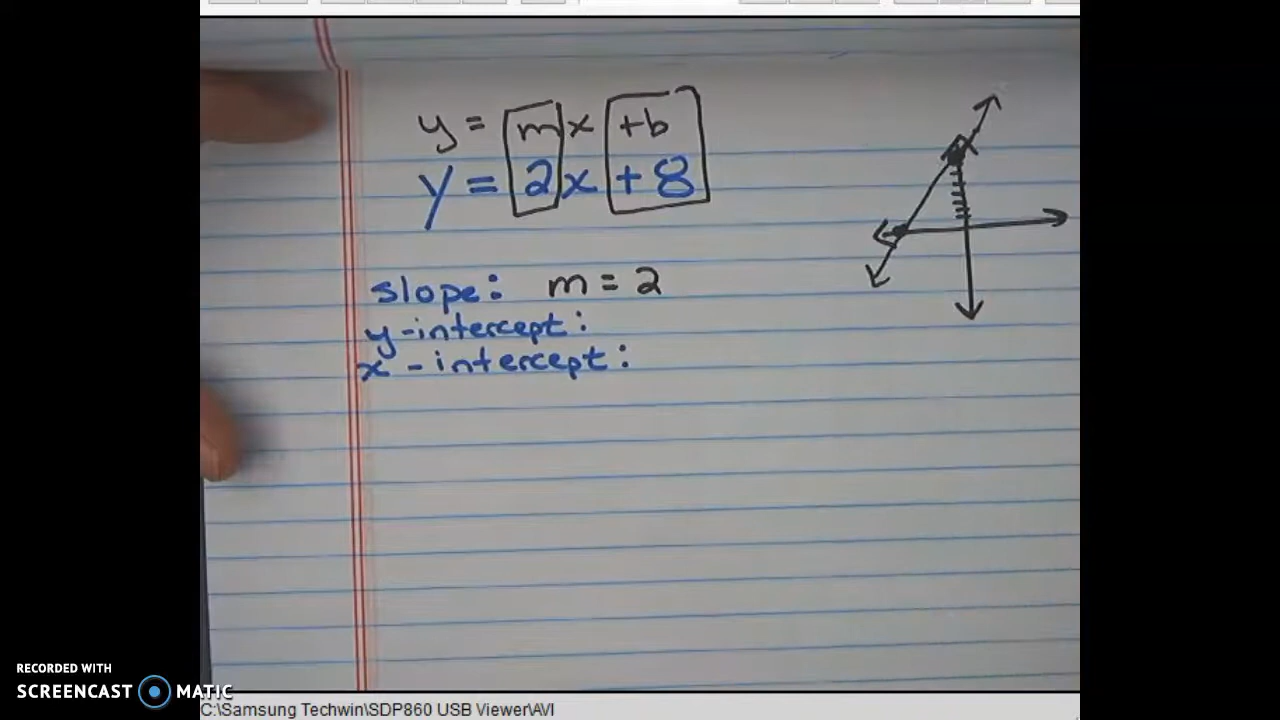 y = mx +b
y = 2x + 8
slope: m = 2
y-intercept:
x-intercept:
RECORDED WITH
SCREENCAST MATIC
C:\Samsung Techwin\SDP860 USB Viewer\AVI